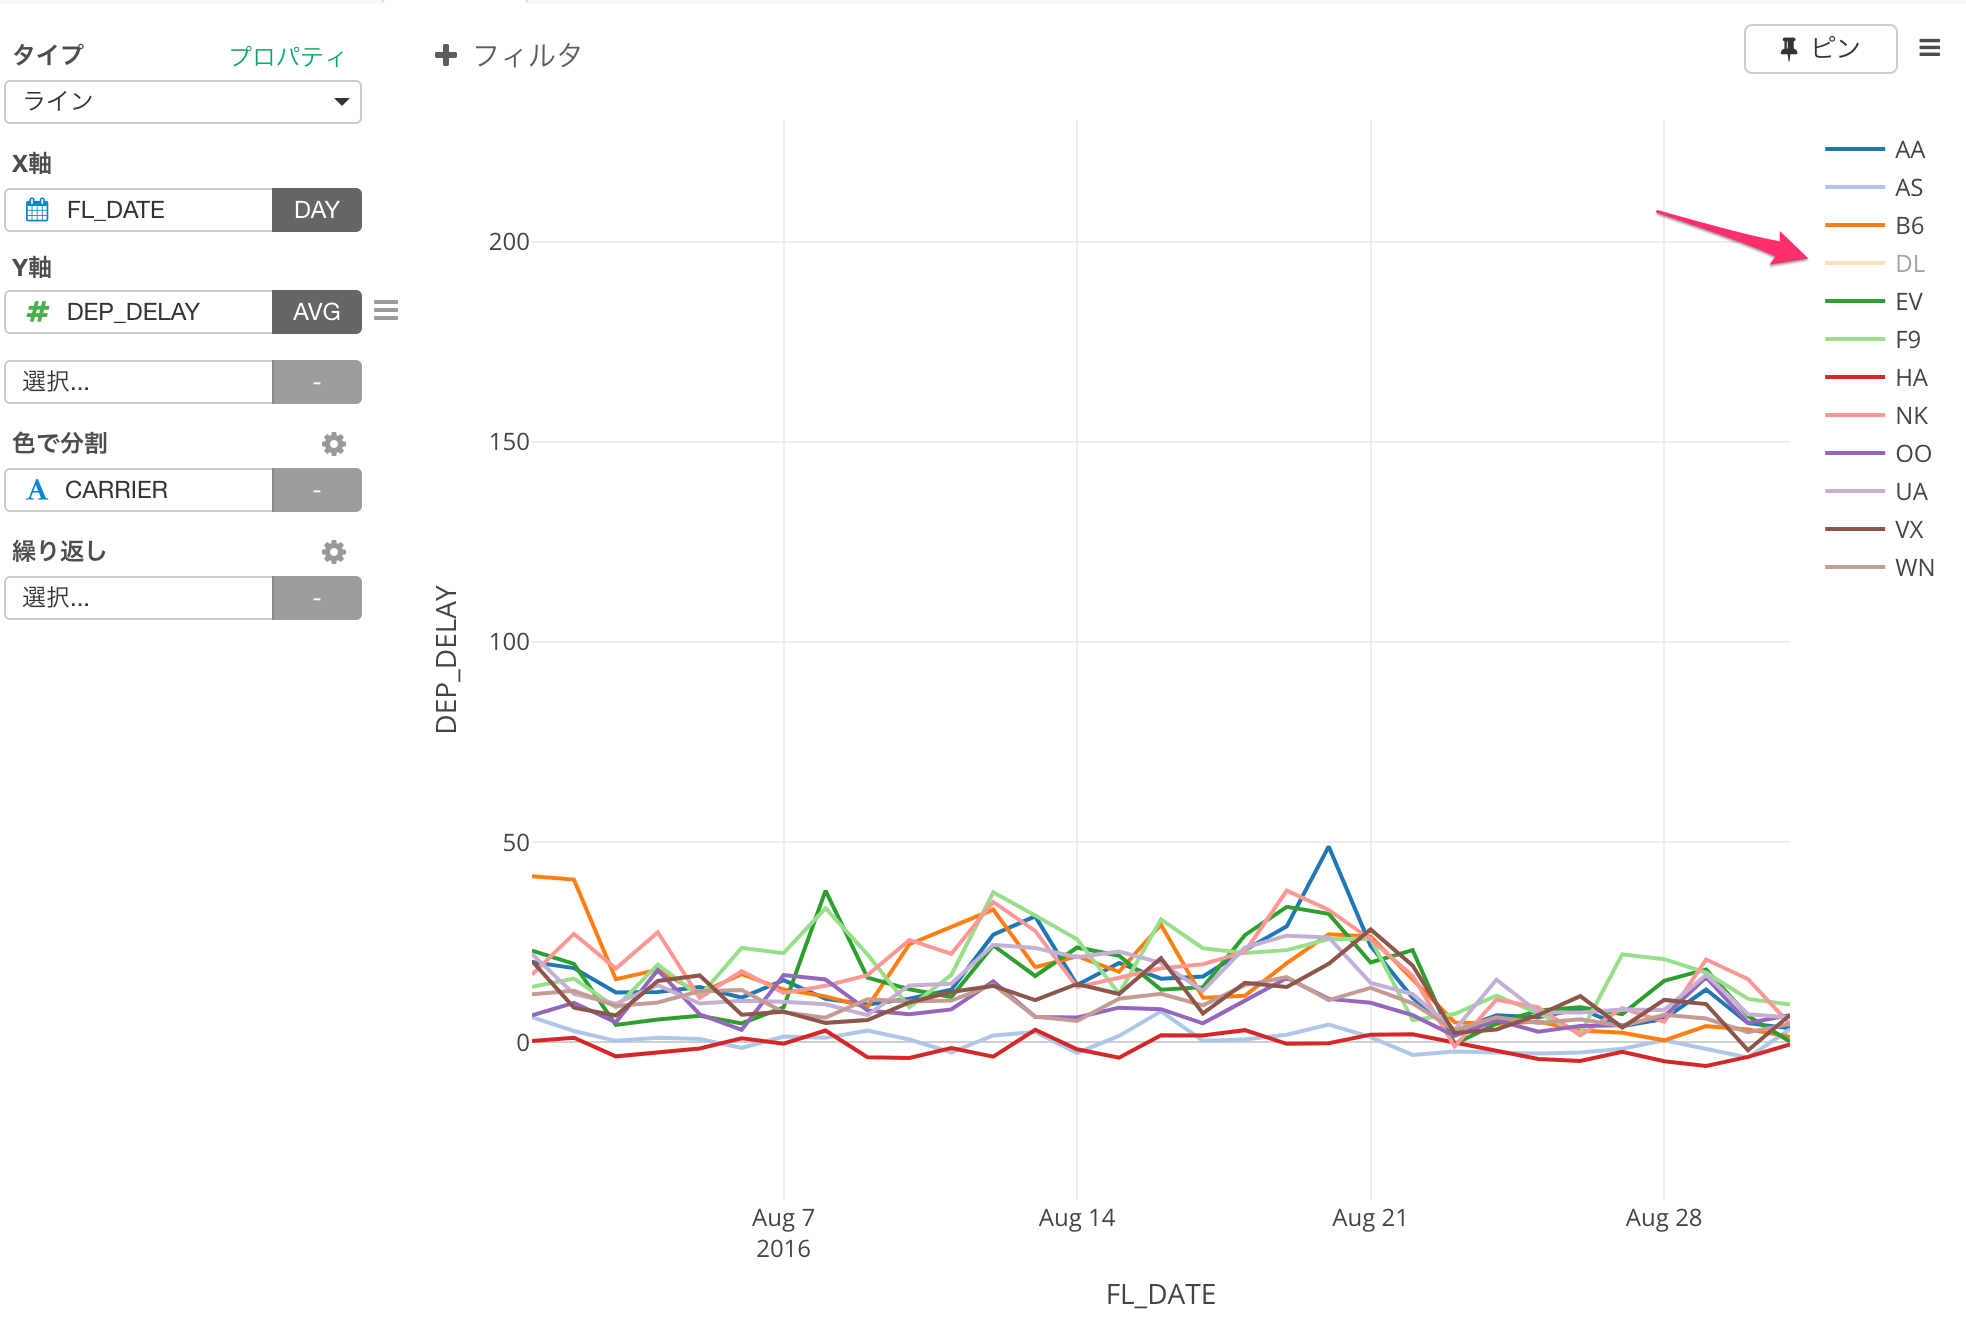 タイプ
プロパティ
ライン
X軸
FL_DATE
DAY
Y軸
DEP_DELAY
AVG
選択...
-
色で分割
CARRIER
-
繰り返し
選択...
-
フィルタ
ピン
AA
AS
B6
DL
EV
F9
HA
NK
OO
UA
VX
WN
200
150
100
50
0
DEP_DELAY
Aug 7
2016
Aug 14
Aug 21
Aug 28
FL_DATE